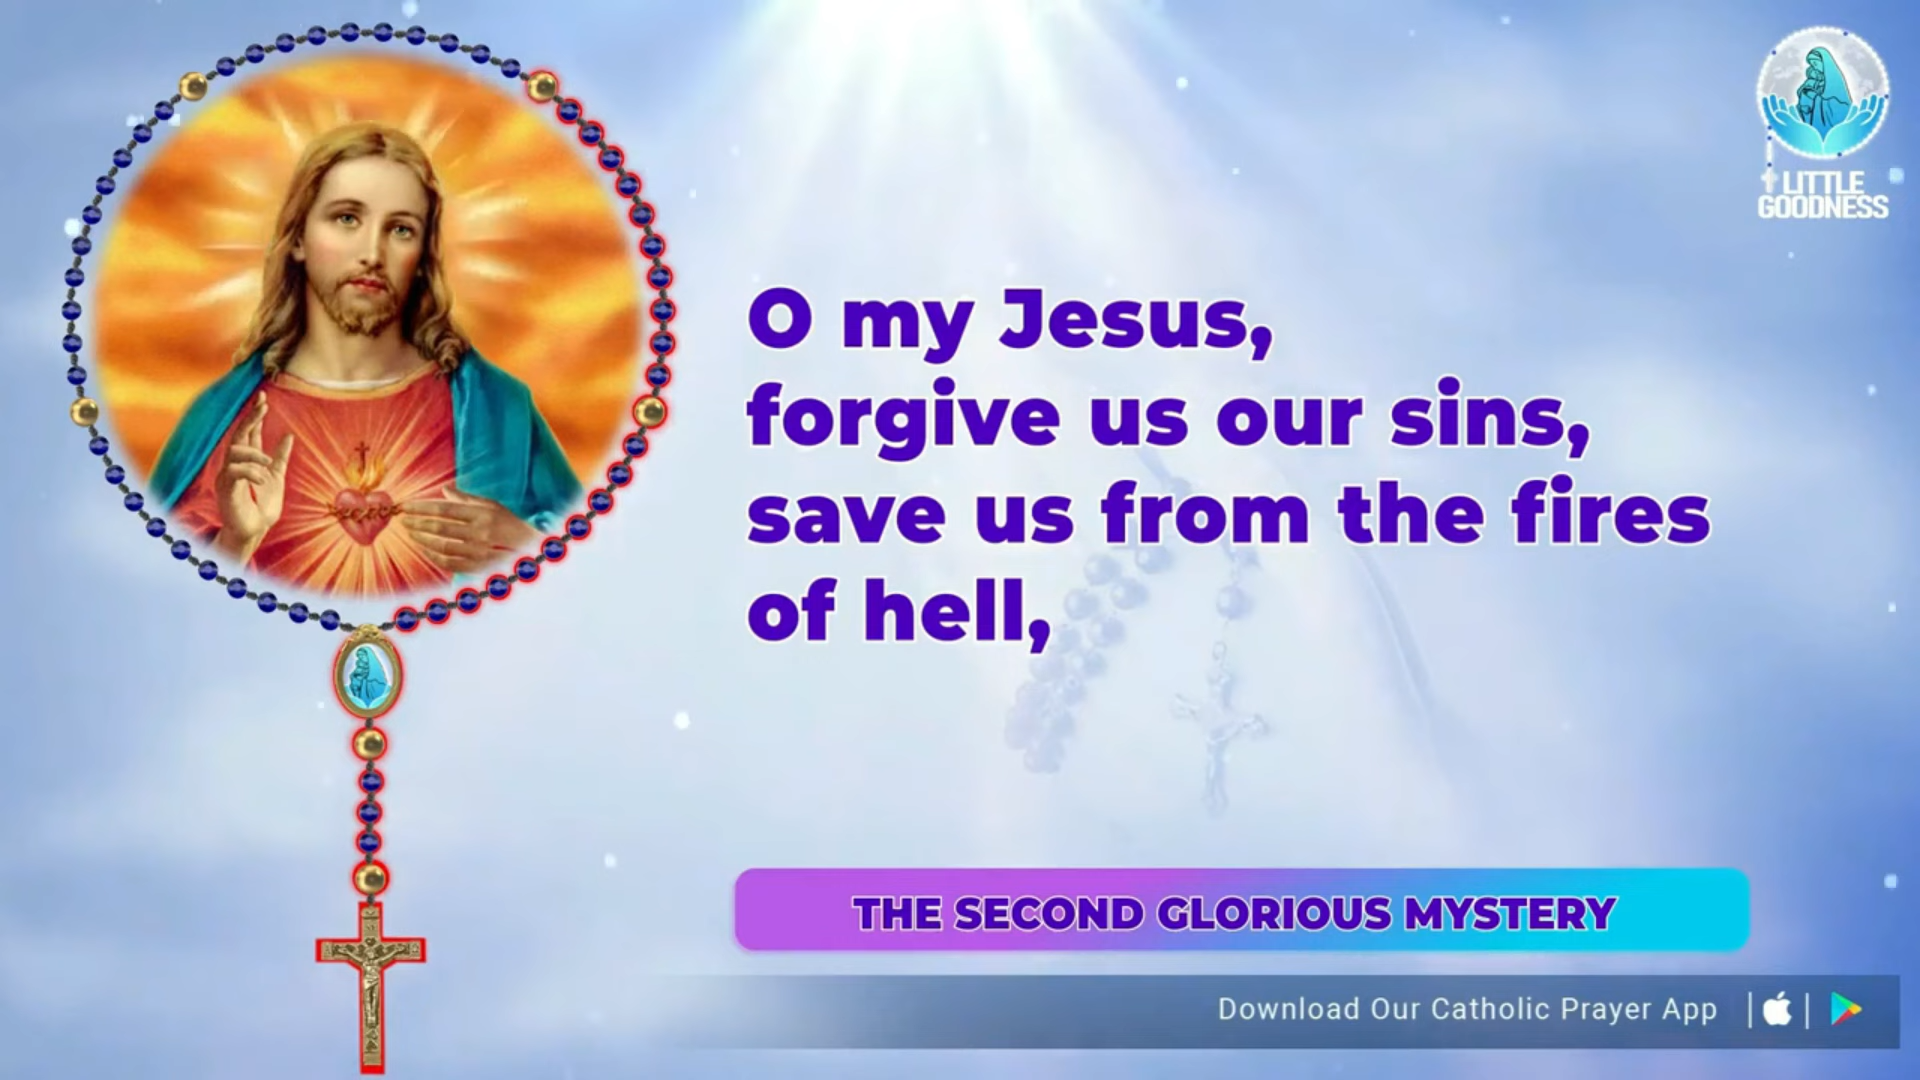 LITTLE
GOODNESS
O my Jesus,
forgive us our sins,
save us from the fires
of hell,
THE SECOND GLORIOUS MYSTERY
Download Our Catholic Prayer App